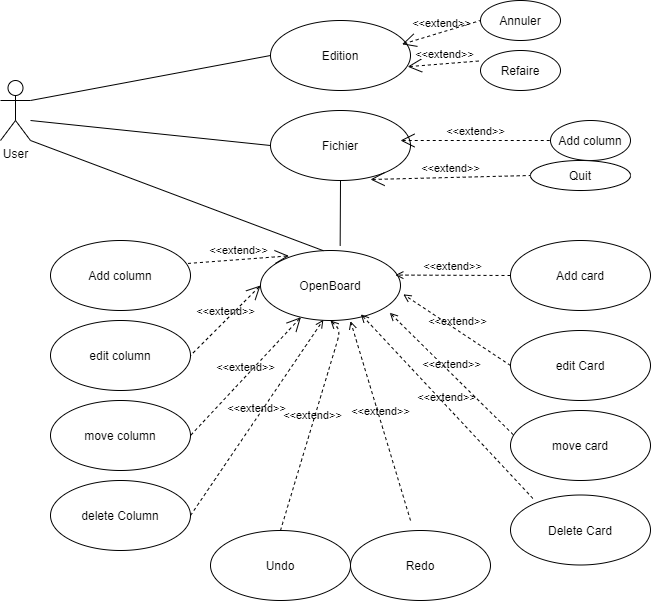 <<extend>>
Annuler
Edition
<<extend>>
Refaire
User
Fichier
<<extend>>
Add column
<<extend>>
Quit
Add column
<<extend>>
OpenBoard
<<extend>>
Add card
<<extend>>
<<extend>>
edit column
edit Card
<<extend>>
<<extend>>
move column
<<extend>>
<<extend>>
<<extend>>
<<extend>>
move card
delete Column
Delete Card
Undo
Redo